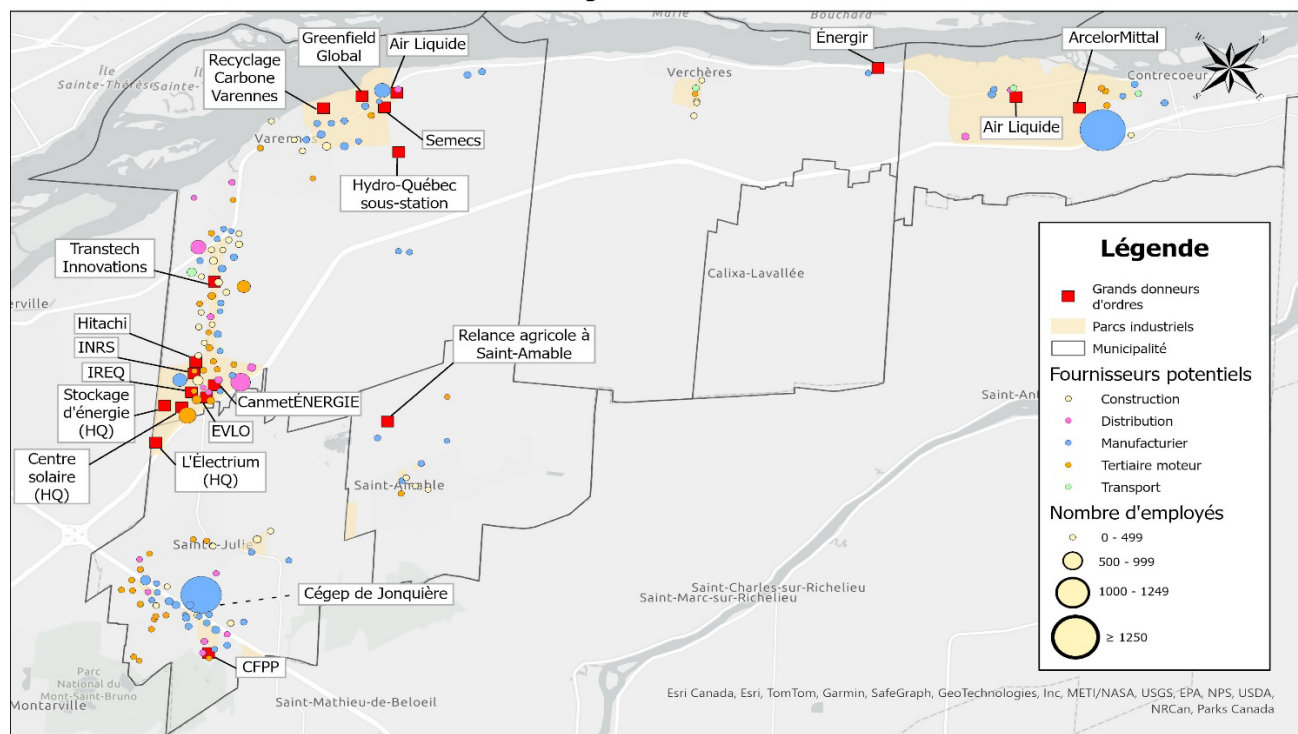 Marie
Bouchard
Île
Sainte-Thérèse
Greenfield
Global
Air Liquide
Recyclage
Carbone
Varennes
Semecs
Hydro-Québec
sous-station
Verchères
Énergir
ArcelorMittal
Contrecoeur
Air Liquide
N
E
S
W
Transtech
Innovations
erville
Hitachi
INRS
IREQ
Stockage
d'énergie
(HQ)
Centre
solaire
(HQ)
L'Électrium
(HQ)
EVLO
CanmetÉNERGIE
Relance agricole à
Saint-Amable
Saint-Amable
Calixa-Lavallée
Sainte-Julie
Cégep de Jonquière
CFPP
Parc
National du
Mont-Saint-Bruno
Montarville
Saint-Mathieu-de-Beloeil
Saint-Charles-sur-Richelieu
Saint-Marc-sur-Richelieu
Légende
Grands donneurs
d'ordres
Parcs industriels
Municipalité
Fournisseurs potentiels
Construction
Distribution
Manufacturier
Tertiaire moteur
Transport
Nombre d'employés
0 - 499
500 - 999
1000 - 1249
≥ 1250
Esri Canada, Esri, TomTom, Garmin, SafeGraph, GeoTechnologies, Inc, METI/NASA, USGS, EPA, NPS, USDA,
NRCan, Parks Canada